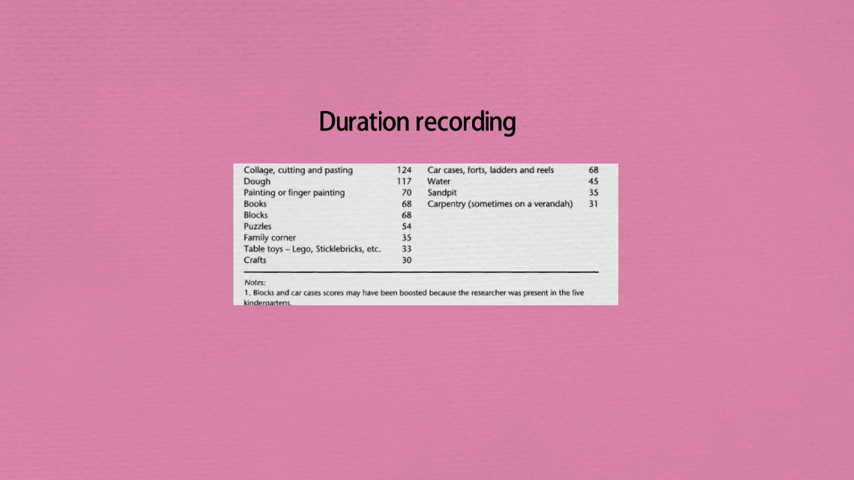 Duration recording
Collage, cutting and pasting 124 Car cases, forts, ladders and reels 68
Dough 117 Water 45
Painting or finger painting 70 Sandpit 35
Books 68 Carpentry (sometimes on a verandah) 31
Blocks 68
Puzzles 54
Family corner 35
Table toys – Lego, Sticklebricks, etc. 33
Crafts 30
Notes:
1. Blocks and car cases scores may have been boosted because the researcher was present in the five
kindergartens